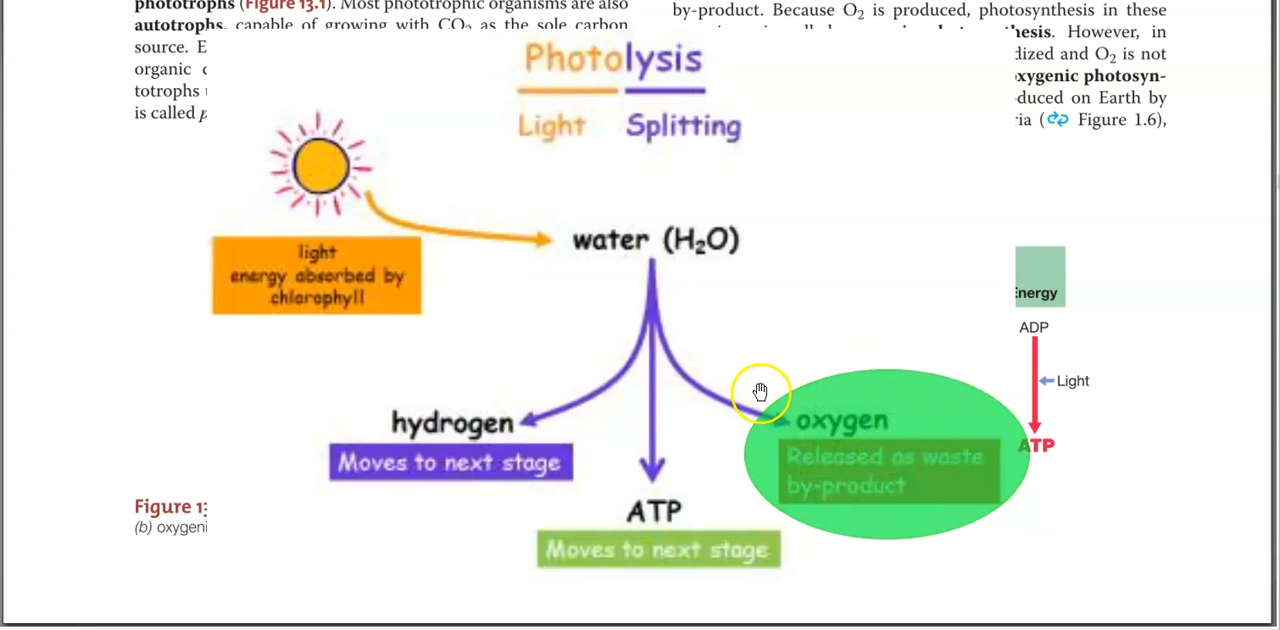 phototrophs (Figure 13.1). Most phototrophic organisms are also
autotrophs, capable of growing with CO₂ as the sole carbon
source. E
organic c
totrophs
is called p
by-product. Because O₂ is produced, photosynthesis in these
thesis. However, in
dized and O₂ is not
oxygenic photosyn-
duced on Earth by
ria ( Figure 1.6),
Photolysis
Light Splitting
light
energy absorbed by
chlorophyll
water (H₂O)
hydrogen
Moves to next stage
ATP
Moves to next stage
oxygen
Released as waste
by-product
Energy
ADP
Light
ATP
Figure 13
(b) oxygeni